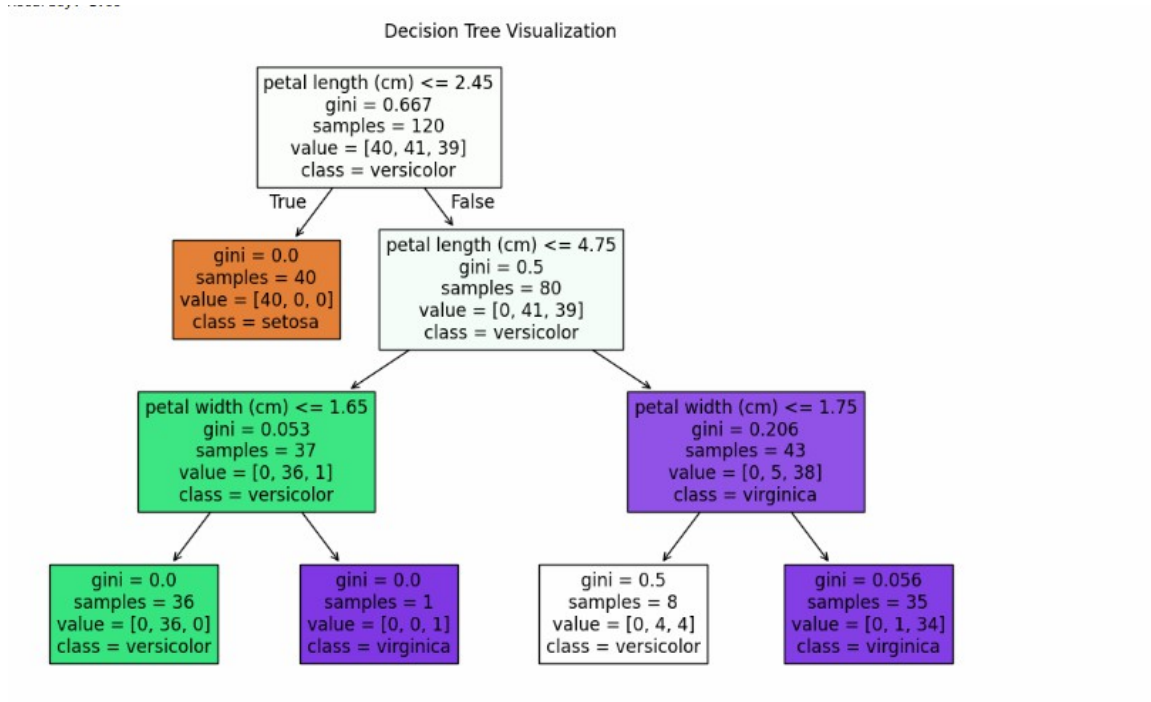 Decision Tree Visualization
petal length (cm) <= 2.45
gini = 0.667
samples = 120
value = [40, 41, 39]
class = versicolor
True
False
gini = 0.0
samples = 40
value = [40, 0, 0]
class = setosa
petal length (cm) <= 4.75
gini = 0.5
samples = 80
value = [0, 41, 39]
class = versicolor
petal width (cm) <= 1.65
gini = 0.053
samples = 37
value = [0, 36, 1]
class = versicolor
petal width (cm) <= 1.75
gini = 0.206
samples = 43
value = [0, 5, 38]
class = virginica
gini = 0.0
samples = 36
value = [0, 36, 0]
class = versicolor
gini = 0.0
samples = 1
value = [0, 0, 1]
class = virginica
gini = 0.5
samples = 8
value = [0, 4, 4]
class = versicolor
gini = 0.056
samples = 35
value = [0, 1, 34]
class = virginica